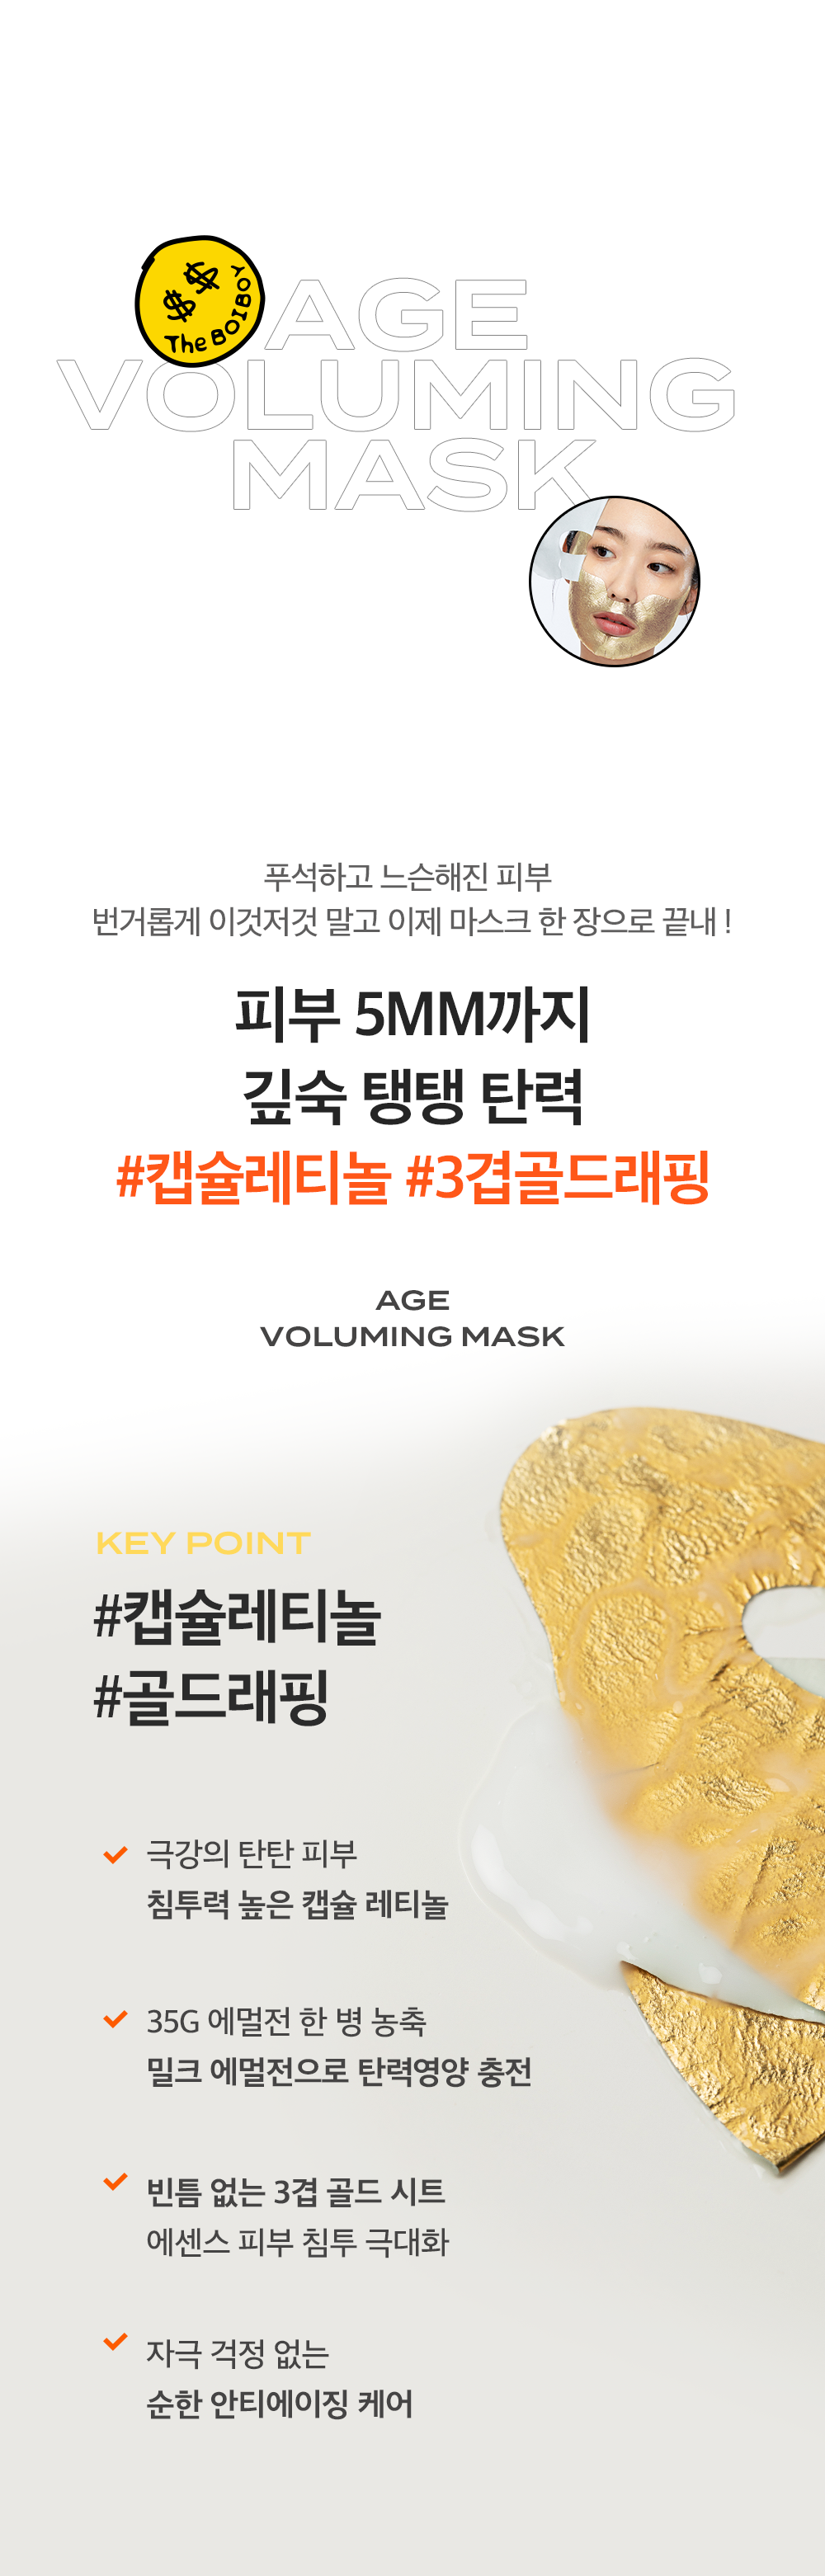 $$
The BOIBOY
AGE
VOLUMING
MASK
푸석하고 느슨해진 피부
번거롭게 이것저것 말고 이제 마스크 한 장으로 끝내 !
피부 5MM까지
깊숙 탱탱 탄력
#캡슐레티놀 #3겹골드래핑
AGE
VOLUMING MASK
KEY POINT
#캡슐레티놀
#골드래핑
극강의 탄탄 피부
침투력 높은 캡슐 레티놀
35G 에멀전 한 병 농축
밀크 에멀전으로 탄력영양 충전
빈틈 없는 3겹 골드 시트
에센스 피부 침투 극대화
자극 걱정 없는
순한 안티에이징 케어